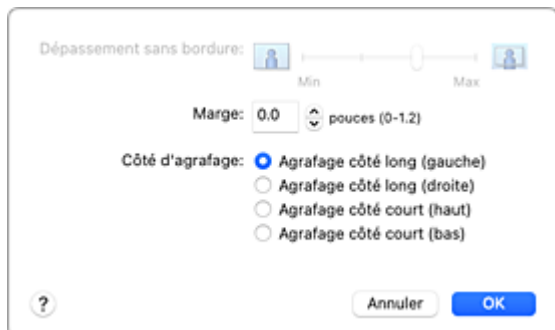 Dépassement sans bordure:
Min Max
Marge: 0.0 pouces (0-1.2)
Côté d'agrafage: Agrafage côté long (gauche)
Agrafage côté long (droite)
Agrafage côté court (haut)
Agrafage côté court (bas)
? Annuler OK